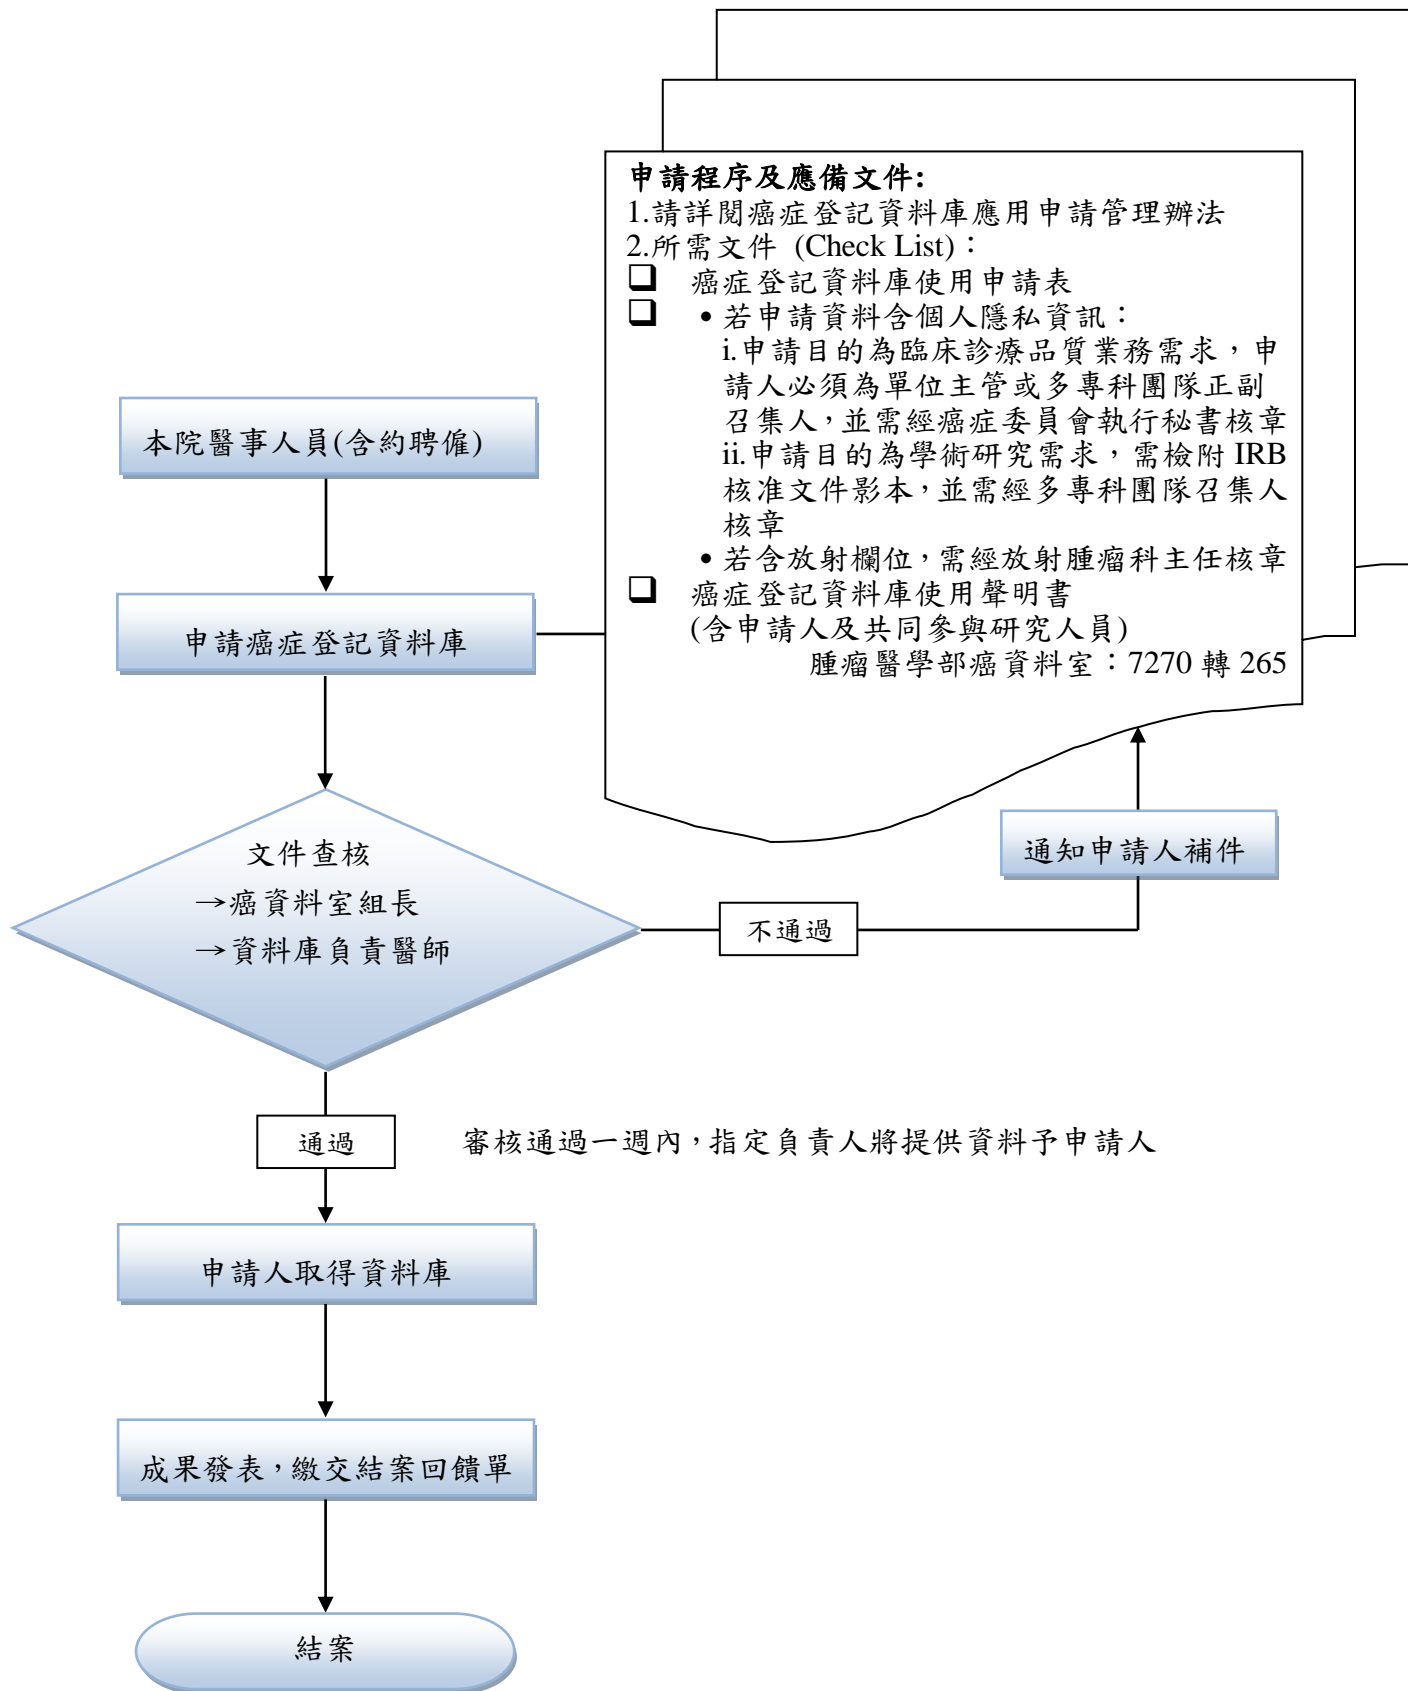 申請程序及應備文件:
1.請詳閱癌症登記資料庫應用申請管理辦法
2.所需文件 (Check List)：
❑ 癌症登記資料庫使用申請表
❑ •若申請資料含個人隱私資訊：
i.申請目的為臨床診療品質業務需求，申
請人必須為單位主管或多專科團隊正副
召集人，並需經癌症委員會執行秘書核章
ii.申請目的為學術研究需求，需檢附 IRB
核准文件影本，並需經多專科團隊召集人
核章
•若含放射欄位，需經放射腫瘤科主任核章
❑ 癌症登記資料庫使用聲明書
(含申請人及共同參與研究人員)
腫瘤醫學部癌資料室：7270 轉 265
本院醫事人員(含約聘僱)
申請癌症登記資料庫
文件查核
→癌資料室組長
→資料庫負責醫師
不通過
通知申請人補件
通過
審核通過一週內，指定負責人將提供資料予申請人
申請人取得資料庫
成果發表，繳交結案回饋單
結案